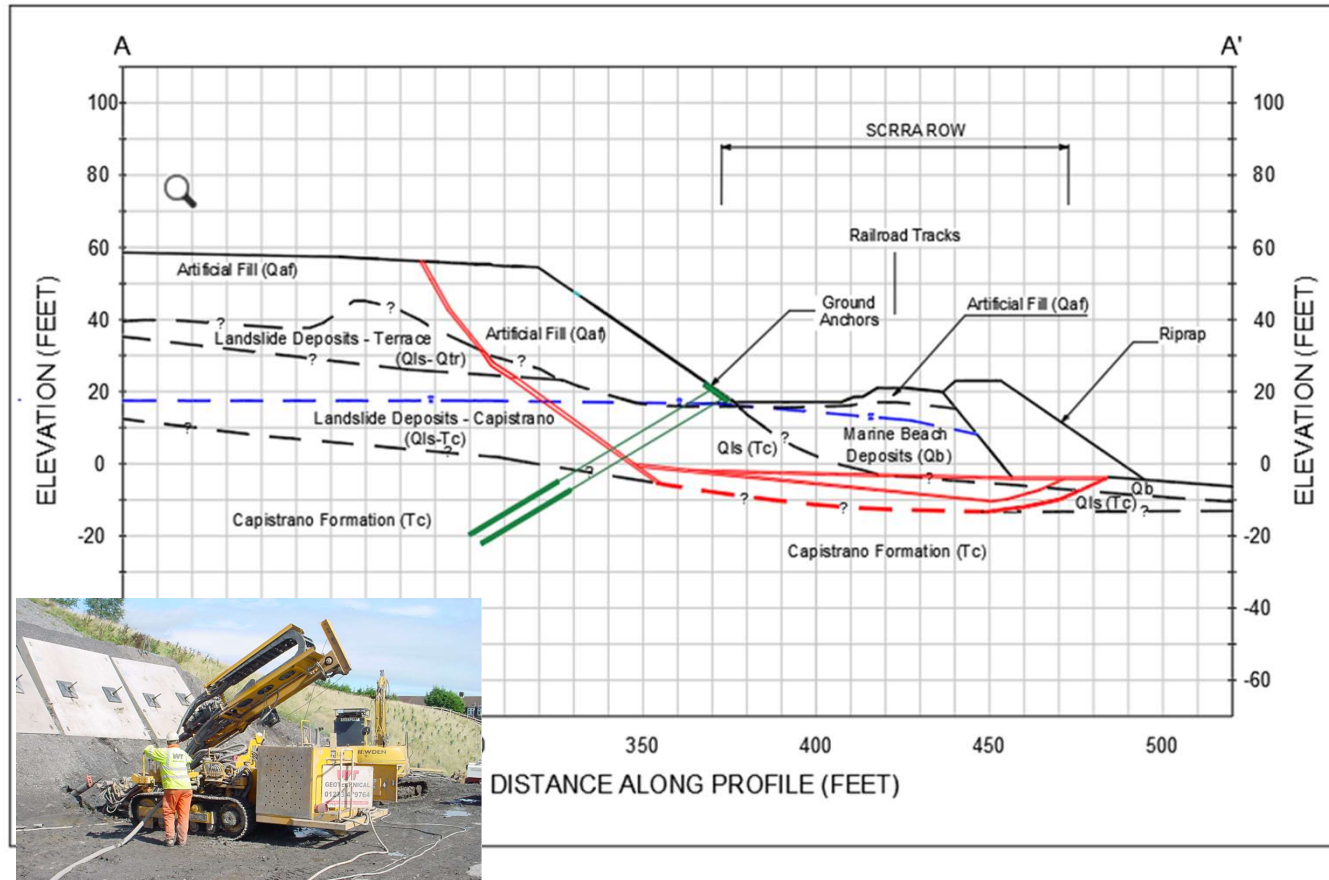 A
A'
100
80
60
40
20
0
-20
100
80
60
40
20
0
-20
-40
-60
ELEVATION (FEET)
ELEVATION (FEET)
SCRRA ROW
Railroad Tracks
Ground
Anchors
Artificial Fill (Qaf)
Riprap
Artificial Fill (Qaf)
?
?
Landslide Deposits - Terrace
(Qls- Qtr)
Artificial Fill (Qaf)
?
?
?
?
Landslide Deposits - Capistrano
(Qls-Tc)
?
?
?
Qls (Tc)
?
Marine Beach
Deposits (Qb)
?
Qb
Qls (Tc)
?
?
?
Capistrano Formation (Tc)
Capistrano Formation (Tc)
350
400
450
500
DISTANCE ALONG PROFILE (FEET)
GEOTECHNICAL